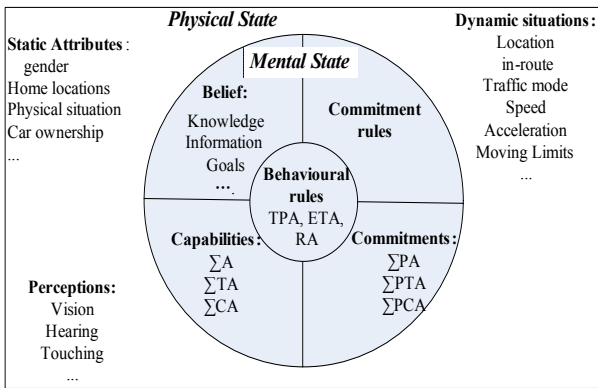 Physical State
Static Attributes :
gender
Home locations
Physical situation
Car ownership
...
Dynamic situations:
Location
in-route
Traffic mode
Speed
Acceleration
Moving Limits
...
Mental State
Belief:
Knowledge
Information
Goals
....
Commitment
rules
Behavioural
rules
TPA, ETA,
RA
Capabilities:
∑A
∑TA
∑CA
Commitments:
∑PA
∑PTA
∑PCA
Perceptions:
Vision
Hearing
Touching
...